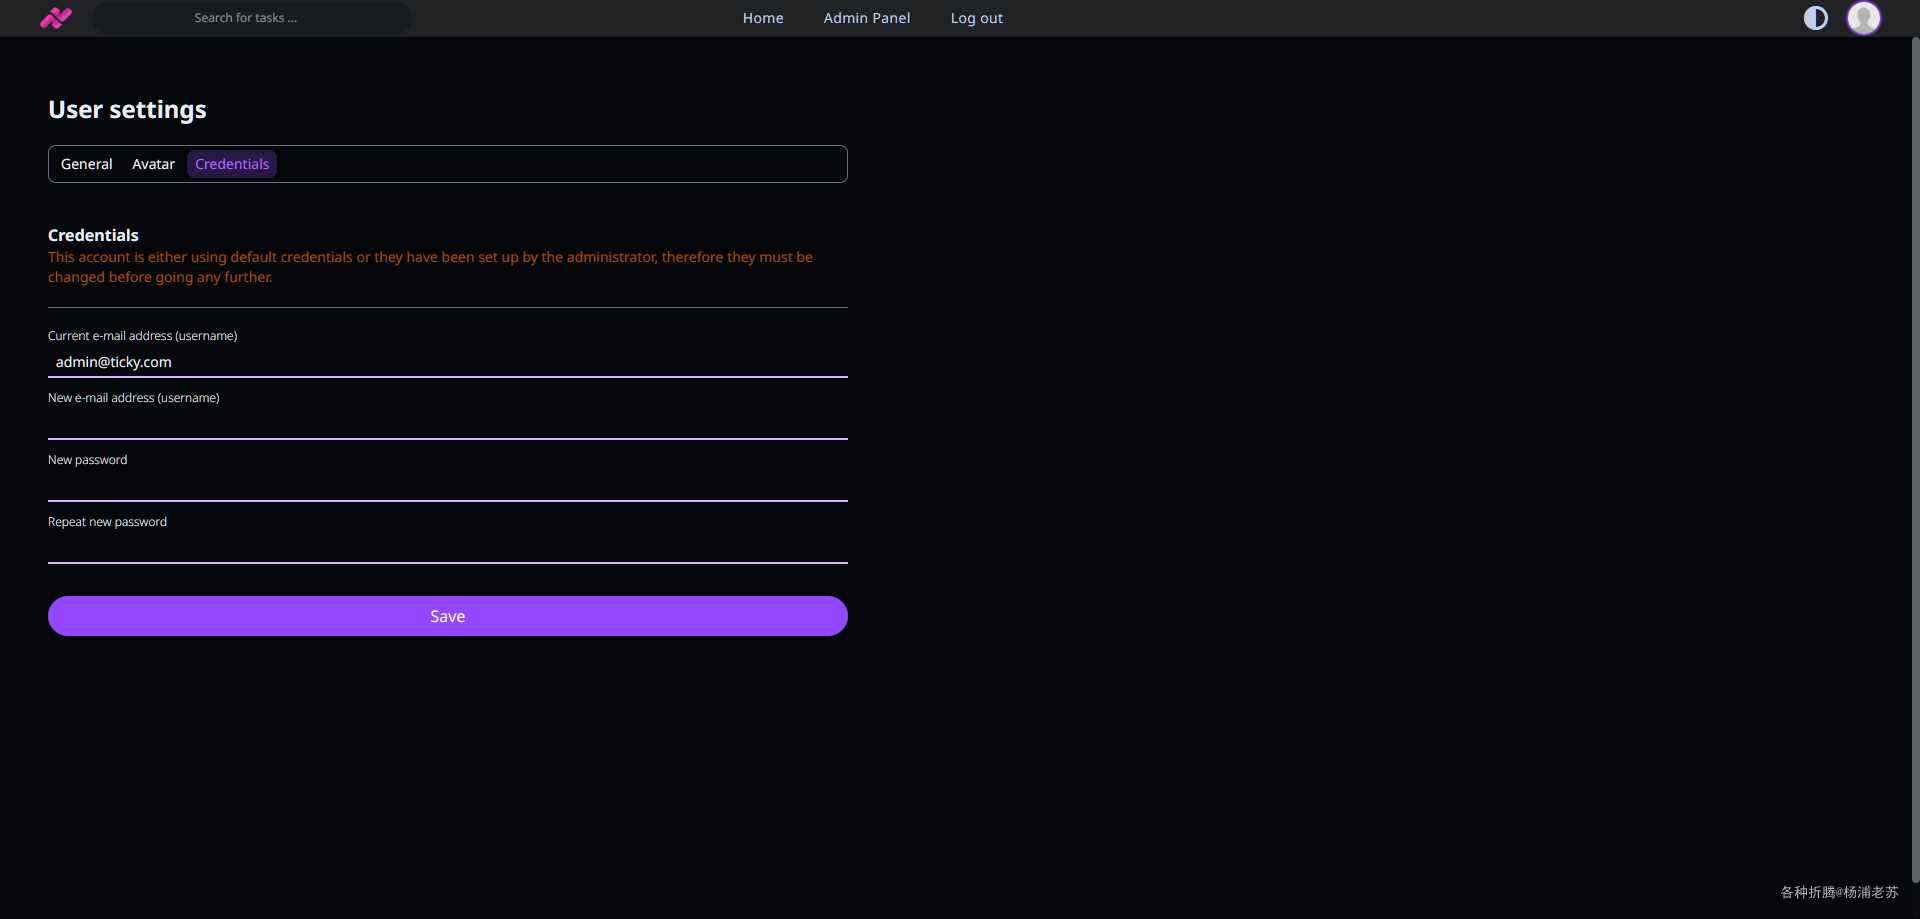 Search for tasks ...
Home
Admin Panel
Log out
User settings
General
Avatar
Credentials
Credentials
This account is either using default credentials or they have been set up by the administrator, therefore they must be
changed before going any further.
Current e-mail address (username)
admin@ticky.com
New e-mail address (username)
New password
Repeat new password
Save
各种折腾@杨浦老苏